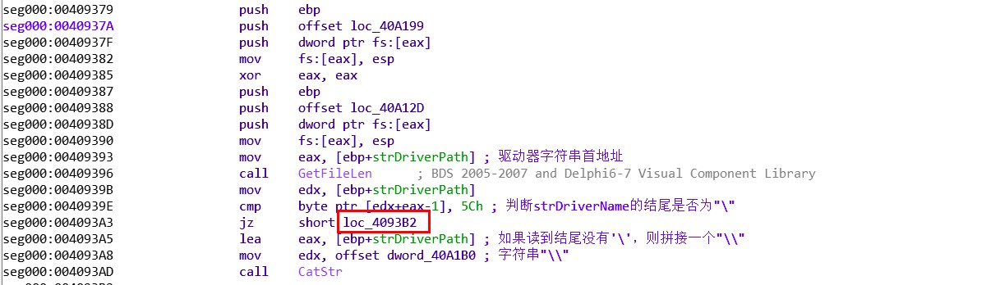 seg000:00409379 push ebp
seg000:0040937A push offset loc_40A199
seg000:0040937F push dword ptr fs:[eax]
seg000:00409382 mov fs:[eax], esp
seg000:00409385 xor eax, eax
seg000:00409387 push ebp
seg000:00409388 push offset loc_40A12D
seg000:0040938D push dword ptr fs:[eax]
seg000:00409390 mov fs:[eax], esp
seg000:00409393 mov eax, [ebp+strDriverPath] ; 驱动器字符串首地址
seg000:00409396 call GetFileLen ; BDS 2005-2007 and Delphi6-7 Visual Component Library
seg000:0040939B mov edx, [ebp+strDriverPath]
seg000:0040939E cmp byte ptr [edx+eax-1], 5Ch ; 判断strDriverName的结尾是否为"\"
seg000:004093A3 jz short loc_4093B2
seg000:004093A5 lea eax, [ebp+strDriverPath] ; 如果读到结尾没有'\'，则拼接一个"\\"
seg000:004093A8 mov edx, offset dword_40A1B0 ; 字符串"\\"
seg000:004093AD call CatStr